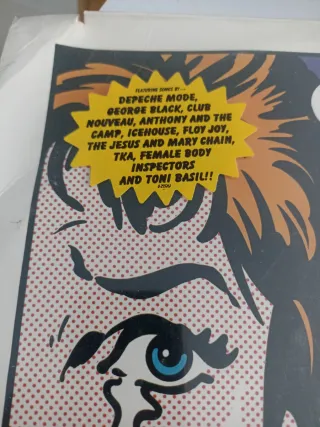 FEATURING SONGS BY...
DEPECHE MODE,
GEORGE BLACK, CLUB
NOUVEAU, ANTHONY AND THE
CAMP, ICEHOUSE, FLOY JOY,
THE JESUS AND MARY CHAIN,
TKA, FEMALE BODY
INSPECTORS
AND TONI BASIL!!